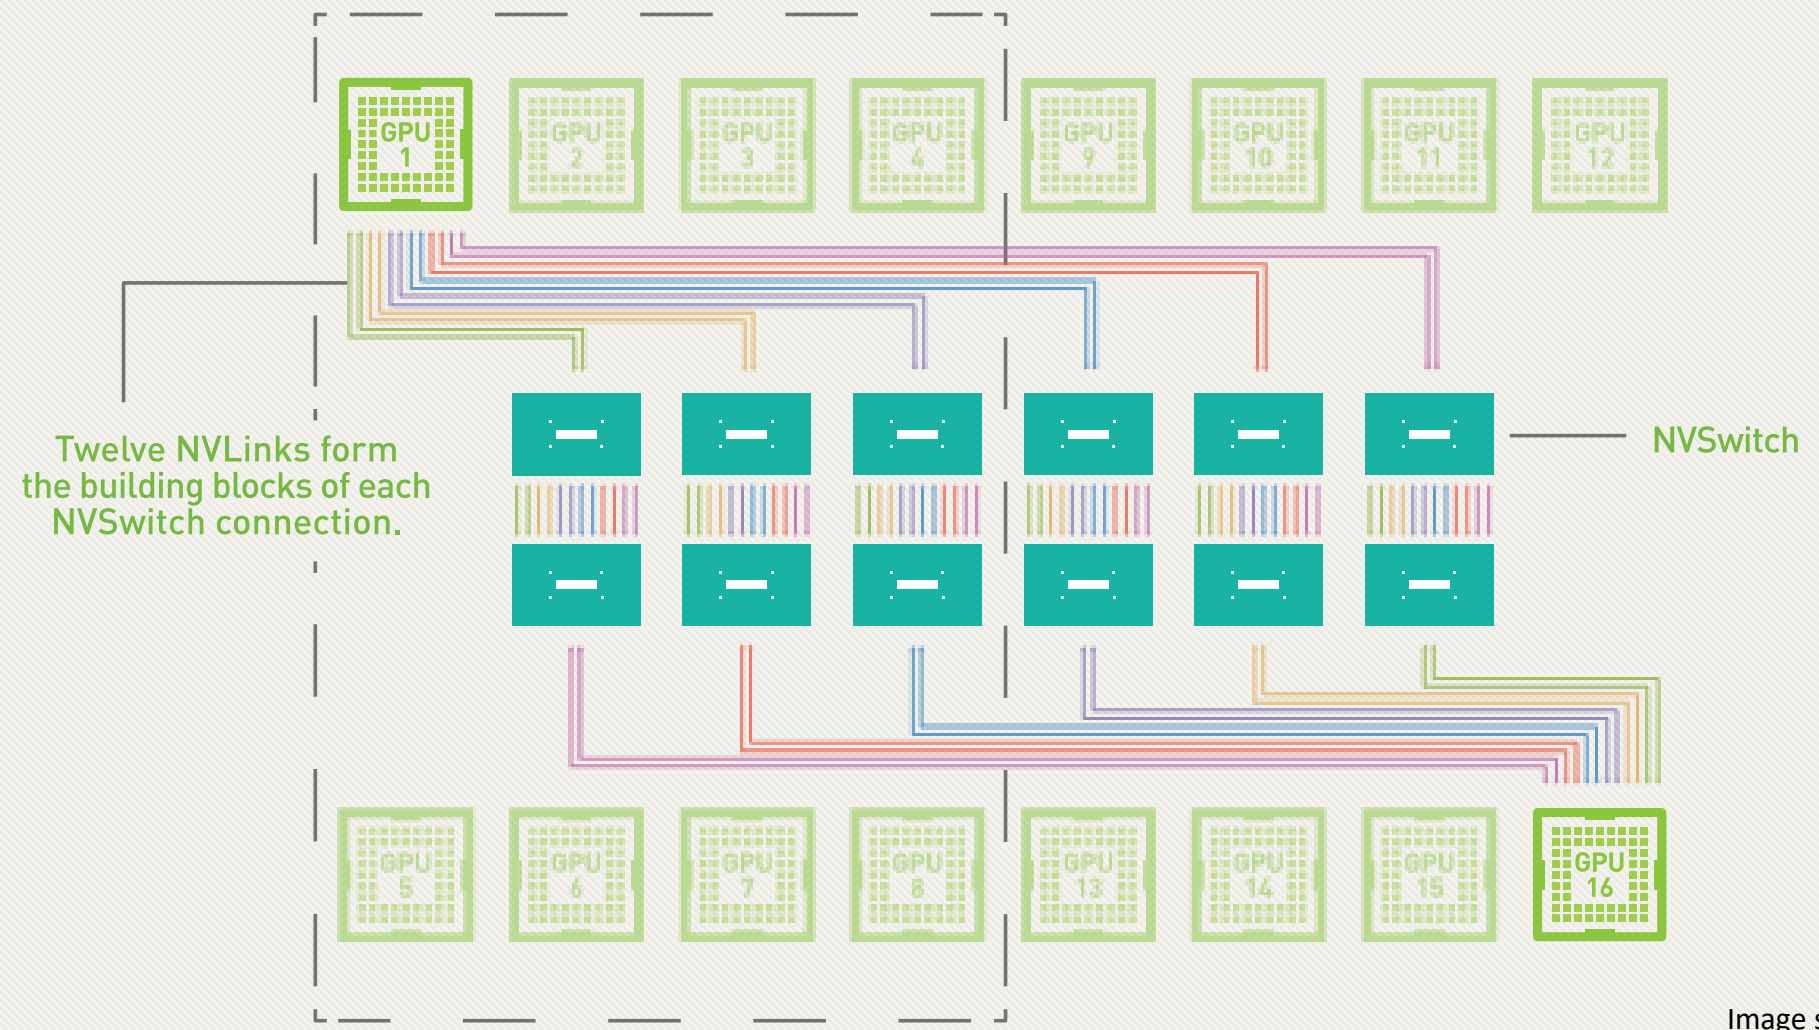 GPU
1
GPU
2
GPU
3
GPU
4
GPU
9
GPU
10
GPU
11
GPU
12
Twelve NVLinks form
the building blocks of each
NVSwitch connection.
NVSwitch
GPU
5
GPU
6
GPU
7
GPU
8
GPU
13
GPU
14
GPU
15
GPU
16
Image